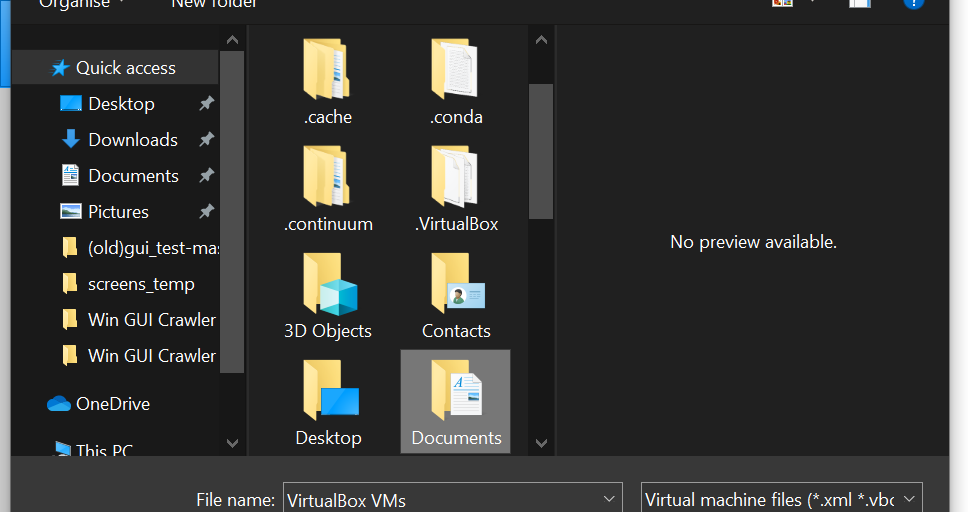 Organise New folder
Quick access
Desktop
Downloads
Documents
Pictures
(old)gui_test-mas
screens_temp
Win GUI Crawler
Win GUI Crawler
OneDrive
This PC
.cache
.conda
.continuum
.VirtualBox
3D Objects
Contacts
Desktop
Documents
No preview available.
File name: VirtualBox VMs
Virtual machine files (*.xml *.vbo